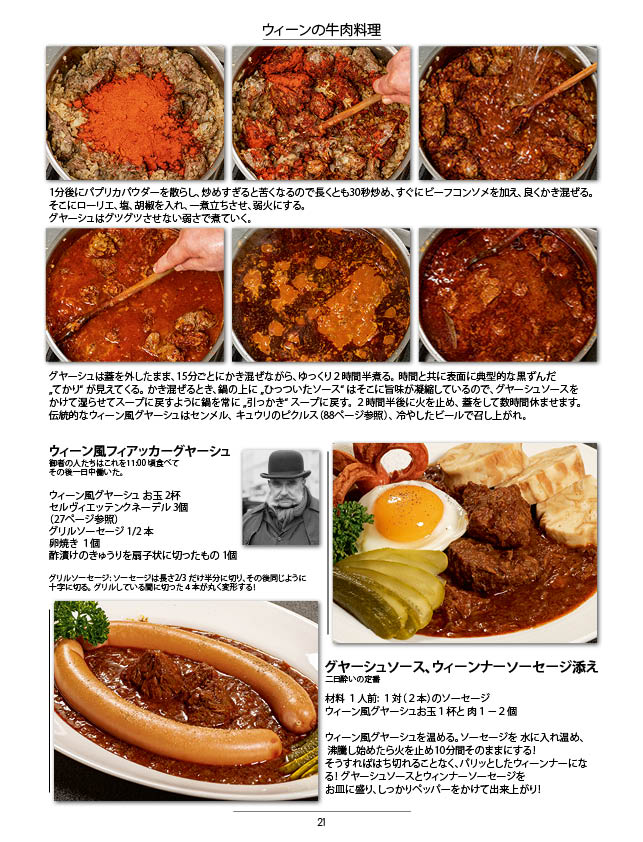 ウィーンの牛肉料理
1分後にパプリカパウダーを散らし、炒めすぎると苦くなるので長くとも30秒炒め、すぐにビーフコンソメを加え、良くかき混ぜる。
そこにローリエ、塩、胡椒を入れ、一煮立ちさせ、弱火にする。
グヤーシュはグツグツさせない弱さで煮ていく。
グヤーシュは蓋を外したまま、15分ごとにかき混ぜながら、ゆっくり２時間半煮る。時間と共に表面に典型的な黒ずんだ
„てかり“ が見えてくる。かき混ぜるとき、鍋の上に „ひっついたソース“ はそこに旨味が凝縮しているので、グヤーシュソースを
かけて湿らせてスープに戻すように鍋を常に „引っかき“ スープに戻す。２時間半後に火を止め、蓋をして数時間休ませます。
伝統的なウィーン風グヤーシュはセンメル、キュウリのピクルス（88ページ参照）、冷やしたビールで召し上がれ。
ウィーン風フィアッカーグヤーシュ
御者の人たちはこれを11:00 頃食べて
その後一日中働いた。
ウィーン風グヤーシュ お玉 2杯
セルヴィエッテンクネーデル 3個
（27ページ参照）
グリルソーセージ 1/2 本
卵焼き １個
酢漬けのきゅうりを扇子状に切ったもの 1個
グリルソーセージ: ソーセージは長さ2/3 だけ半分に切り、その後同じように
十字に切る。グリルしている間に切った４本が丸く変形する！
グヤーシュソース、ウィーンナーソーセージ添え
二日酔いの定番
材料 １人前: １対（２本）のソーセージ
ウィーン風グヤーシュお玉１杯と 肉１－２個
ウィーン風グヤーシュを温める。ソーセージを 水に入れ温め、
沸騰し始めたら火を止め10分間そのままにする！
そうすればはち切れることなく、パリッとしたウィーンナーにな
る！グヤーシュソースとウィンナーソーセージを
お皿に盛り、しっかりペッパーをかけて出来上がり！
21